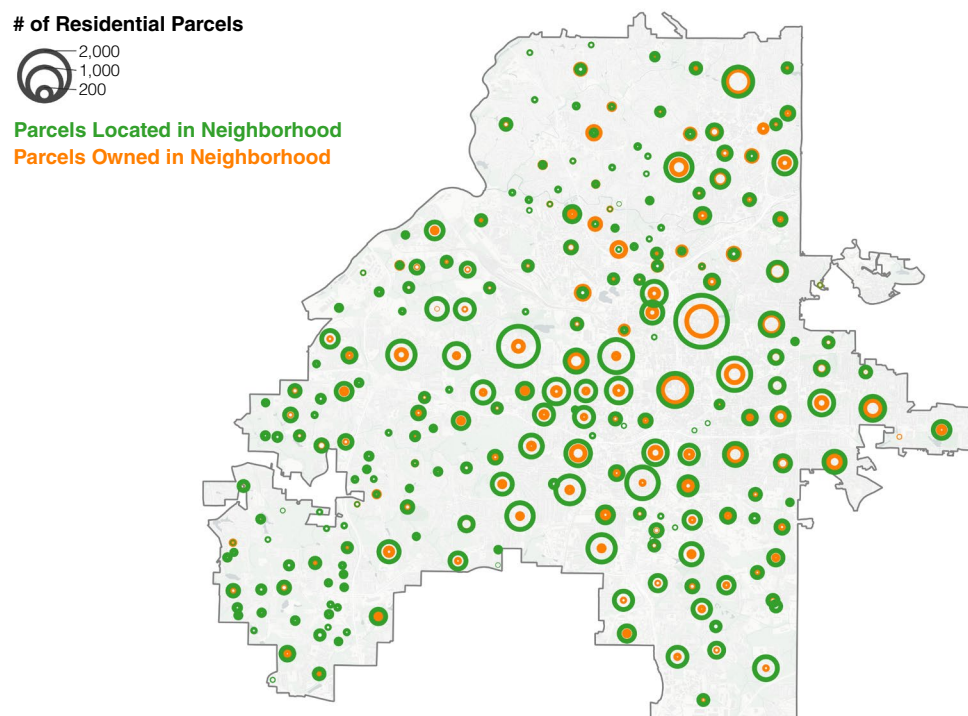 # of Residential Parcels
2,000
1,000
200
Parcels Located in Neighborhood
Parcels Owned in Neighborhood